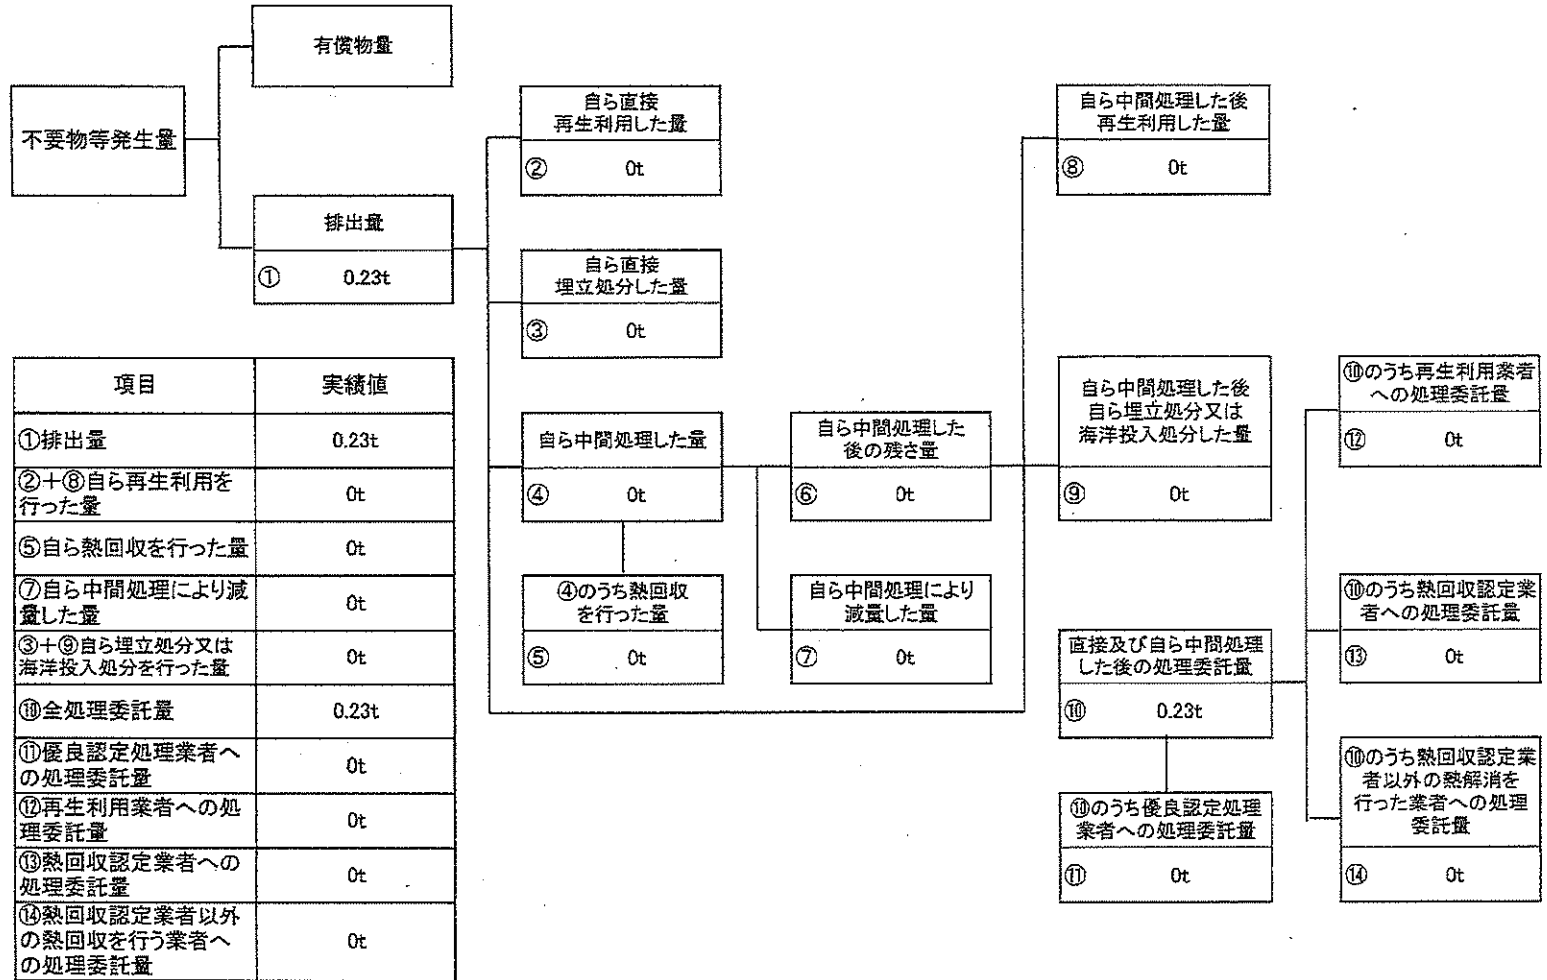 有償物量
不要物等発生量
排出量
① 0.23t
自ら直接
再生利用した量
② 0t
自ら直接
埋立処分した量
③ 0t
自ら中間処理した量
④ 0t
④のうち熱回収
を行った量
⑤ 0t
自ら中間処理した
後の残さ量
⑥ 0t
自ら中間処理により
減量した量
⑦ 0t
自ら中間処理した後
再生利用した量
⑧ 0t
自ら中間処理した後
自ら埋立処分又は
海洋投入処分した量
⑨ 0t
直接及び自ら中間処理
した後の処理委託量
⑩ 0.23t
⑩のうち優良認定処理
業者への処理委託量
⑪ 0t
⑩のうち再生利用業者
への処理委託量
⑫ 0t
⑩のうち熱回収認定業
者への処理委託量
⑬ 0t
⑩のうち熱回収認定業
者以外の熱解消を
行った業者への処理
委託量
⑭ 0t
項目 実績値
①排出量 0.23t
②+⑧自ら再生利用を
行った量 0t
⑤自ら熱回収を行った量 0t
⑦自ら中間処理により減
量した量 0t
③+⑨自ら埋立処分又は
海洋投入処分を行った量 0t
⑩全処理委託量 0.23t
⑪優良認定処理業者へ
の処理委託量 0t
⑫再生利用業者への処
理委託量 0t
⑬熱回収認定業者への
処理委託量 0t
⑭熱回収認定業者以外
の熱回収を行う業者へ
の処理委託量 0t